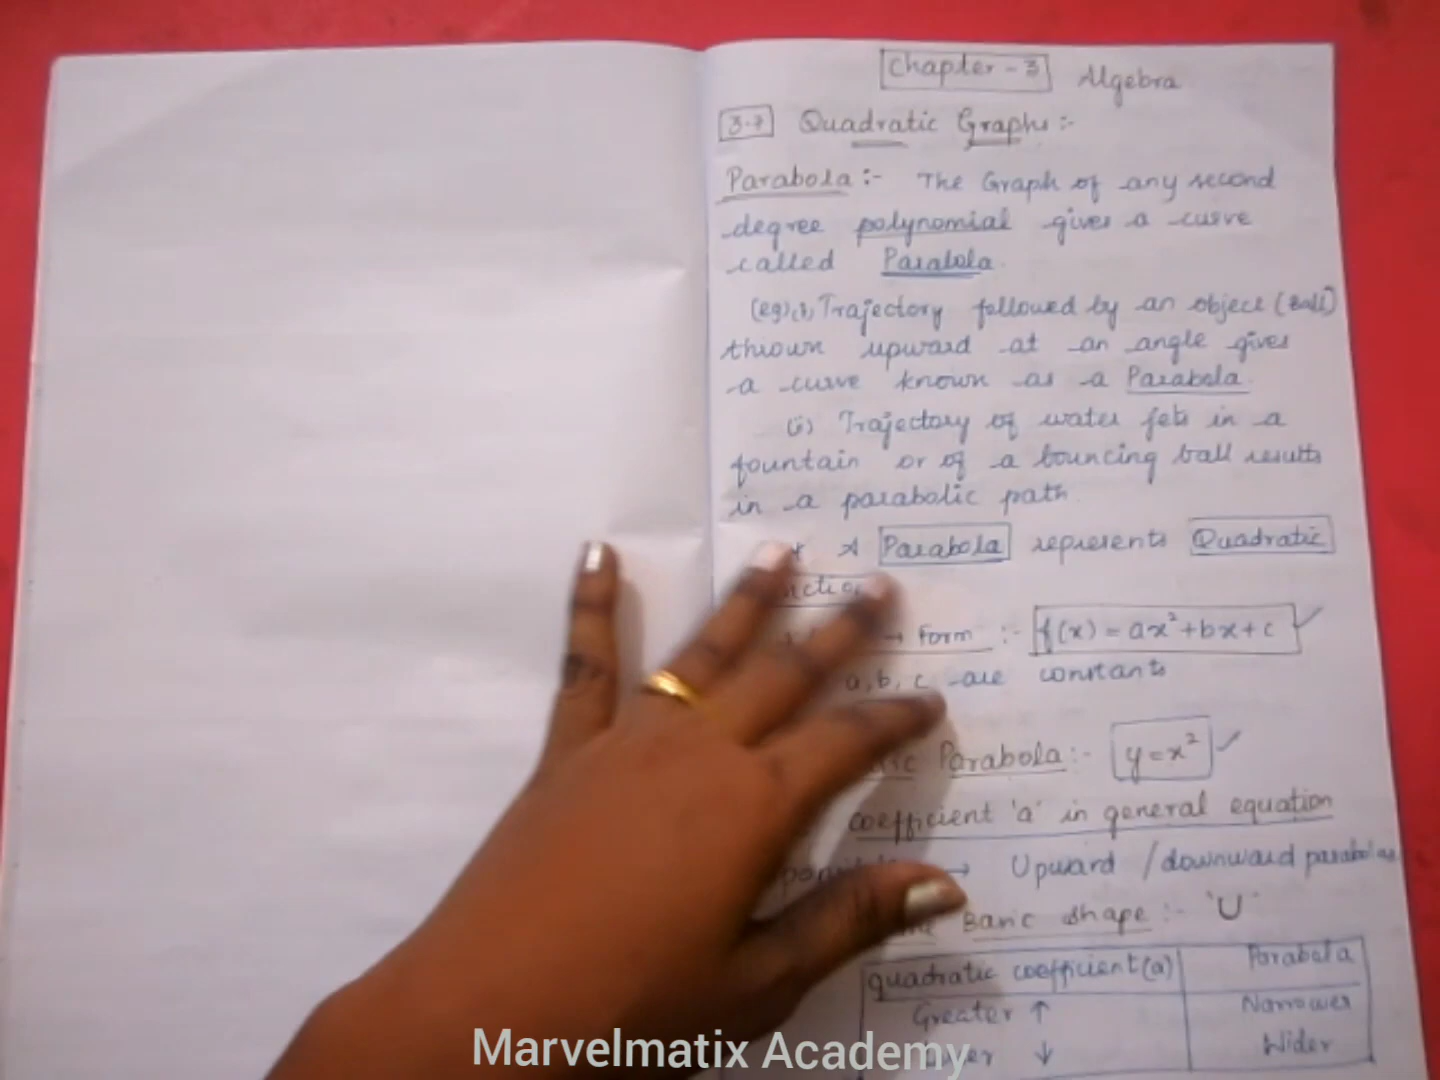 Chapter - 3 Algebra
3.7 Quadratic Graphs :-
Parabola :- The Graph of any second
degree polynomial gives a curve
called Parabola.
(eg) (i) Trajectory followed by an object (Ball)
thrown upward at an angle gives
a curve known as a Parabola.
(ii) Trajectory of water jets in a
fountain or of a bouncing ball results
in a parabolic path.
* A Parabola represents Quadratic
→ Form :- f(x) = ax²+bx+c
a, b, c are constants
Parabola :- y = x²
coefficient 'a' in general equation
→ Upward / downward parabolas
Basic shape :- 'U'
quadratic coefficient (a) Parabola
Greater ↑ Narrower
↓ Wider
Marvelmatix Academy